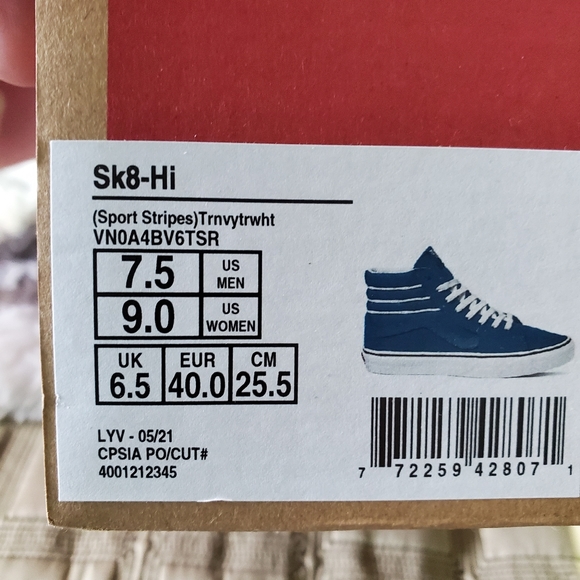 Sk8-Hi
(Sport Stripes)Trnvytrwht
VN0A4BV6TSR
7.5 US MEN
9.0 US WOMEN
UK EUR CM
6.5 40.0 25.5
LYV - 05/21
CPSIA PO/CUT#
4001212345
7 72259 42807 1